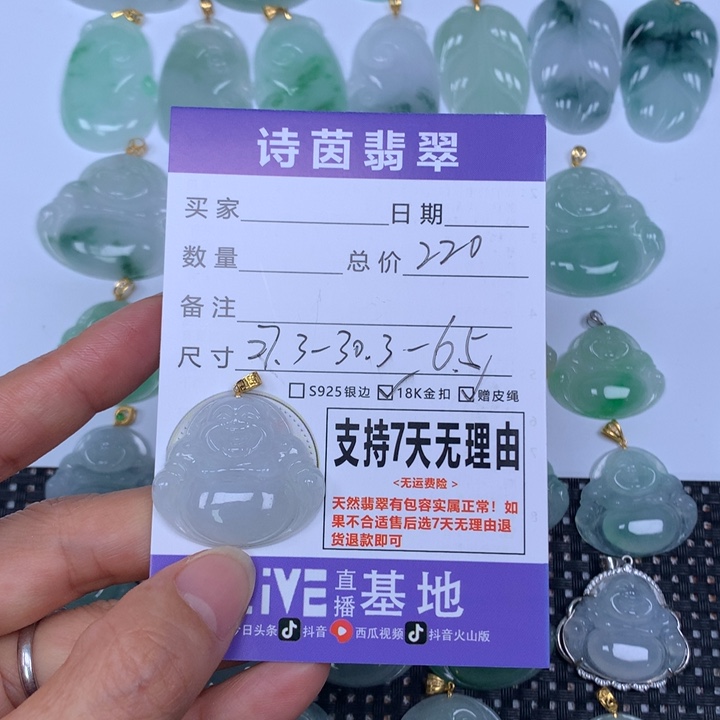 诗茵翡翠
买家 日期
数量 总价 220
备注
尺寸 27.3-30.3-6.5
S925银边 18K金扣 赠皮绳
支持7天无理由
<无运费险>
天然翡翠有包容实属正常！如
果不合适售后选7天无理由退
货退款即可
LiVE 直播 基地
今日头条 抖音 西瓜视频 抖音火山版